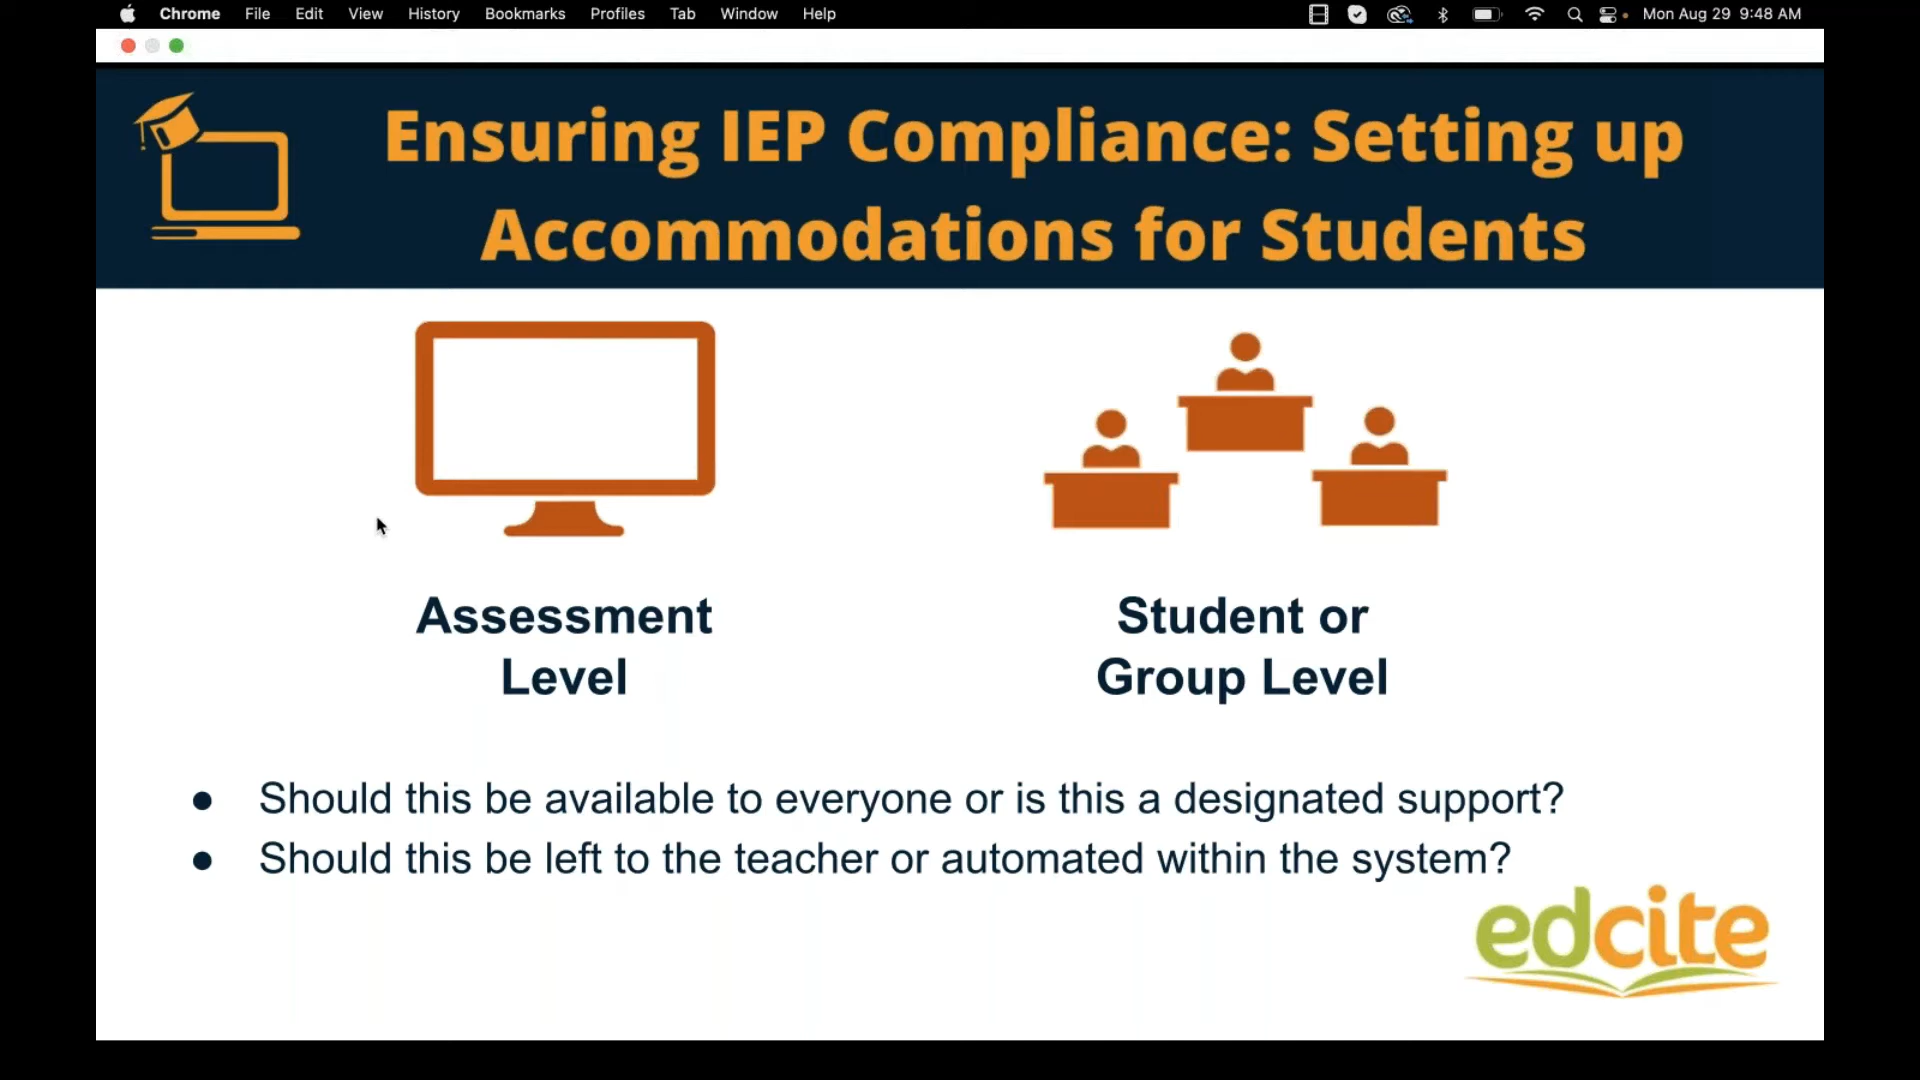 Chrome File Edit View History Bookmarks Profiles Tab Window Help Mon Aug 29 9:48 AM
Ensuring IEP Compliance: Setting up
Accommodations for Students
Assessment
Level
Student or
Group Level
● Should this be available to everyone or is this a designated support?
● Should this be left to the teacher or automated within the system?
edcite